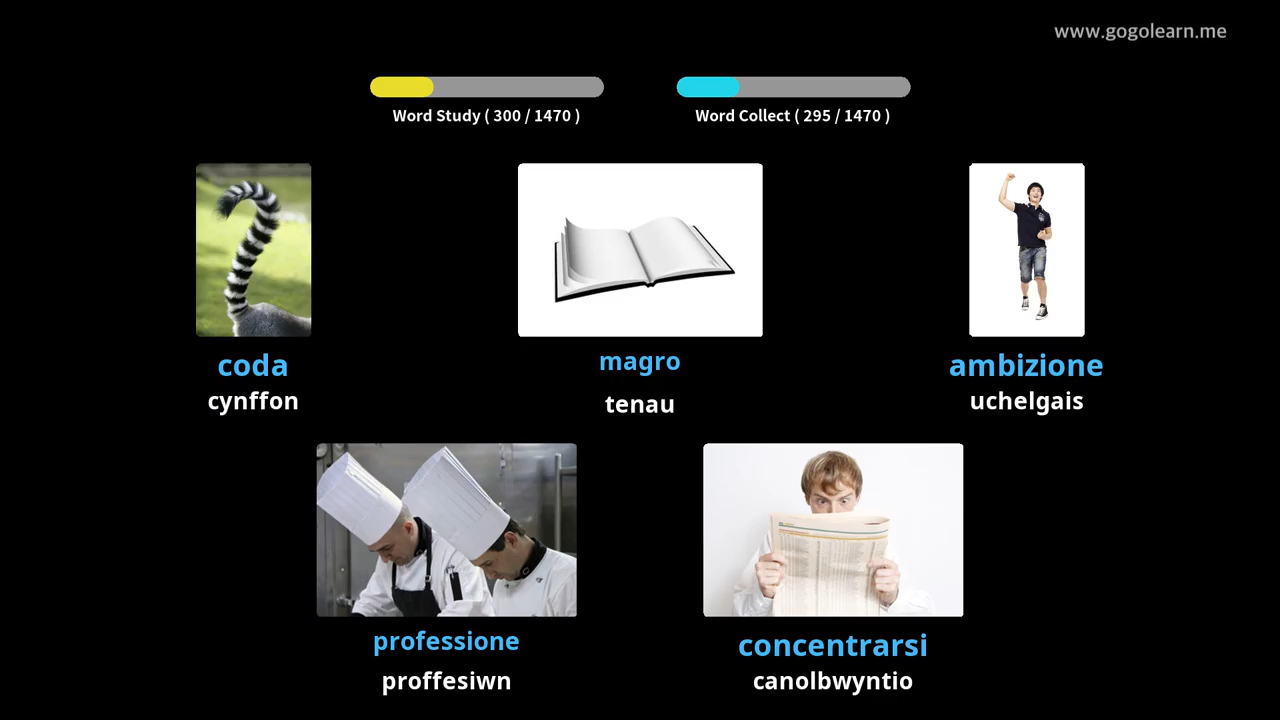 www.gogolearn.me
Word Study ( 300 / 1470 )
Word Collect ( 295 / 1470 )
coda
cynffon
magro
tenau
ambizione
uchelgais
professione
proffesiwn
concentrarsi
canolbwyntio